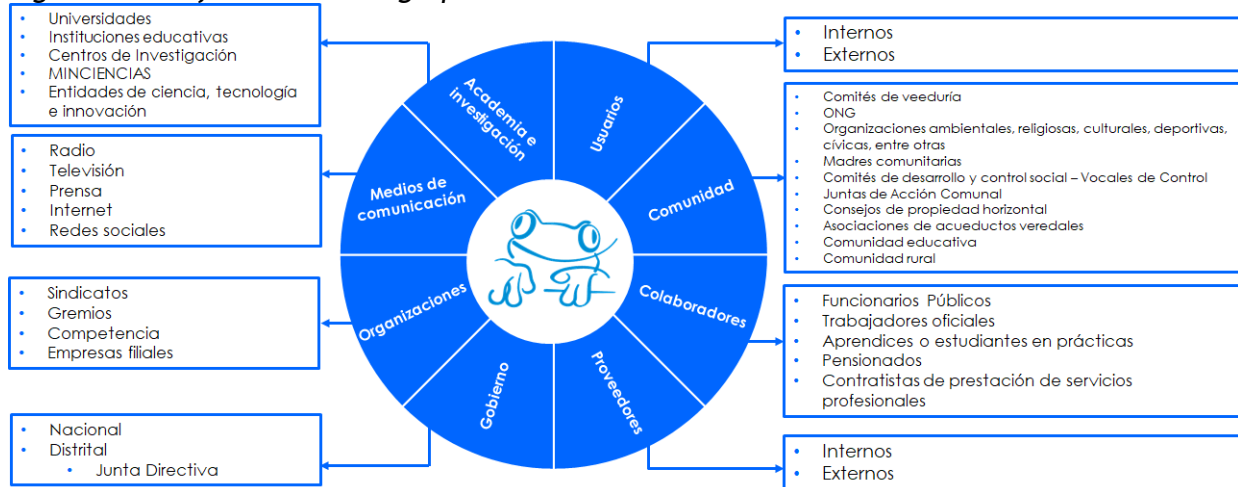 Universidades
Instituciones educativas
Centros de Investigación
MINCIENCIAS
Entidades de ciencia, tecnología
e innovación
Radio
Televisión
Prensa
Internet
Redes sociales
Sindicatos
Gremios
Competencia
Empresas filiales
Nacional
Distrital
Junta Directiva
Academia e
investigación
Usuarios
Medios de
comunicación
Comunidad
Organizaciones
Colaboradores
Gobierno
Proveedores
Internos
Externos
Comités de veeduría
ONG
Organizaciones ambientales, religiosas, culturales, deportivas,
cívicas, entre otras
Madres comunitarias
Comités de desarrollo y control social – Vocales de Control
Juntas de Acción Comunal
Consejos de propiedad horizontal
Asociaciones de acueductos veredales
Comunidad educativa
Comunidad rural
Funcionarios Públicos
Trabajadores oficiales
Aprendices o estudiantes en prácticas
Pensionados
Contratistas de prestación de servicios
profesionales
Internos
Externos